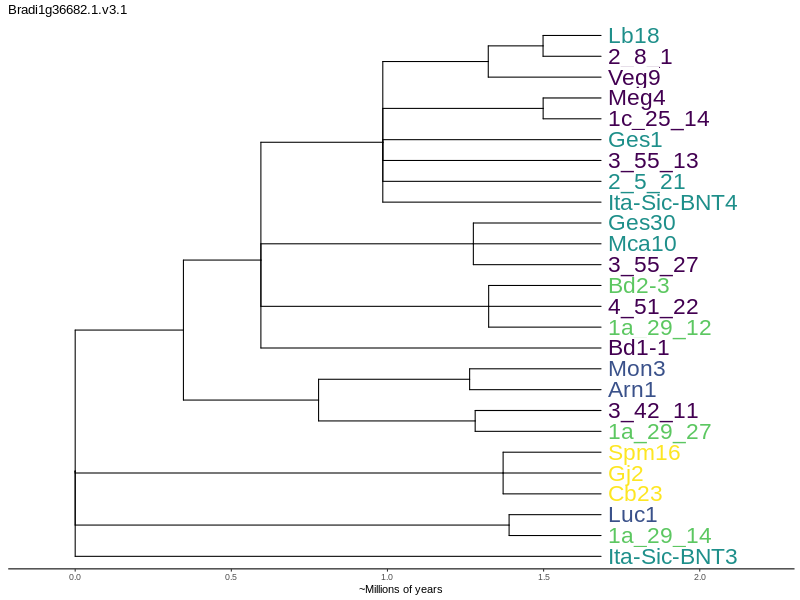 Bradi1g36682.1.v3.1
Lb18
2_8_1
Veg9
Meg4
1c_25_14
Ges1
3_55_13
2_5_21
Ita-Sic-BNT4
Ges30
Mca10
3_55_27
Bd2-3
4_51_22
1a_29_12
Bd1-1
Mon3
Arn1
3_42_11
1a_29_27
Spm16
Gj2
Cb23
Luc1
1a_29_14
Ita-Sic-BNT3
0.0 0.5 1.0 1.5 2.0
~Millions of years